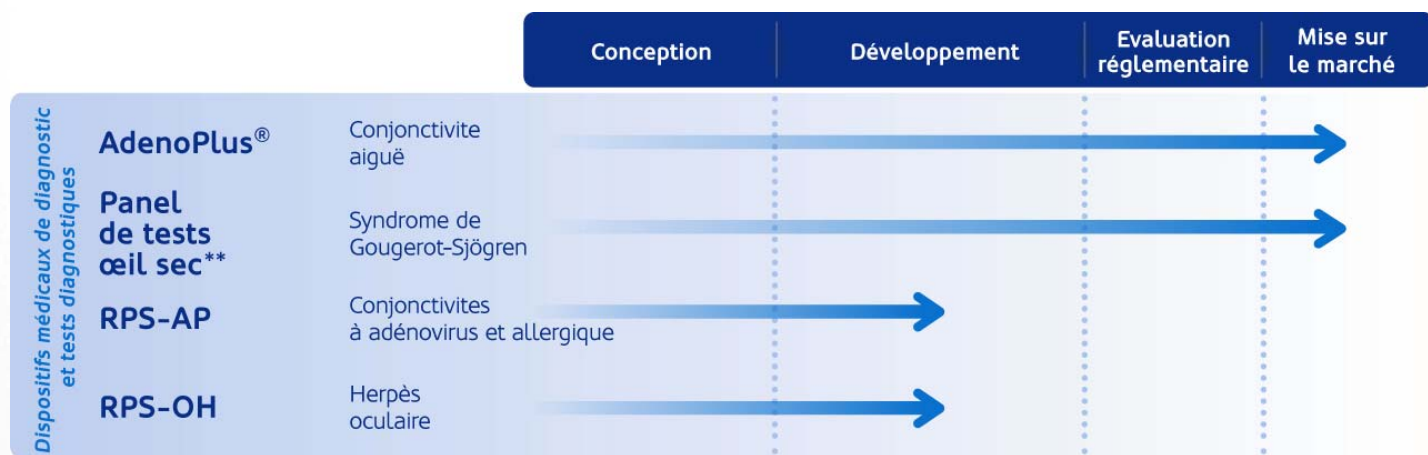 Conception
Développement
Evaluation
réglementaire
Mise sur
le marché
Dispositifs médicaux de diagnostic
et tests diagnostiques
AdenoPlus®
Conjonctivite
aiguë
Panel
de tests
œil sec**
Syndrome de
Gougerot-Sjögren
RPS-AP
Conjonctivites
à adénovirus et allergique
RPS-OH
Herpès
oculaire